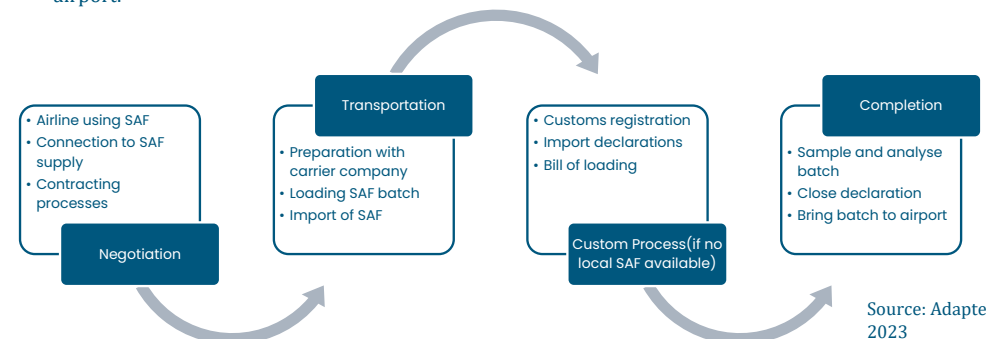 airport.
• Airline using SAF
• Connection to SAF
supply
• Contracting
processes
Negotiation
Transportation
• Preparation with
carrier company
• Loading SAF batch
• Import of SAF
• Customs registration
• Import declarations
• Bill of loading
Custom Process(if no
local SAF available)
Completion
• Sample and analyse
batch
• Close declaration
• Bring batch to airport
Source: Adapte
2023